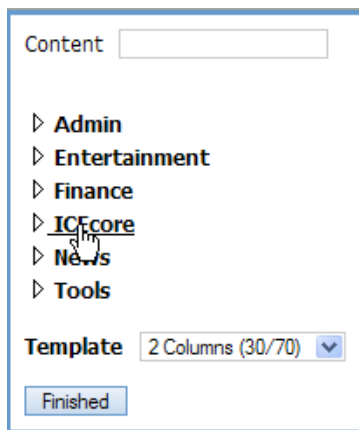 Content
Admin
Entertainment
Finance
ICEcore
News
Tools
Template 2 Columns (30/70)
Finished